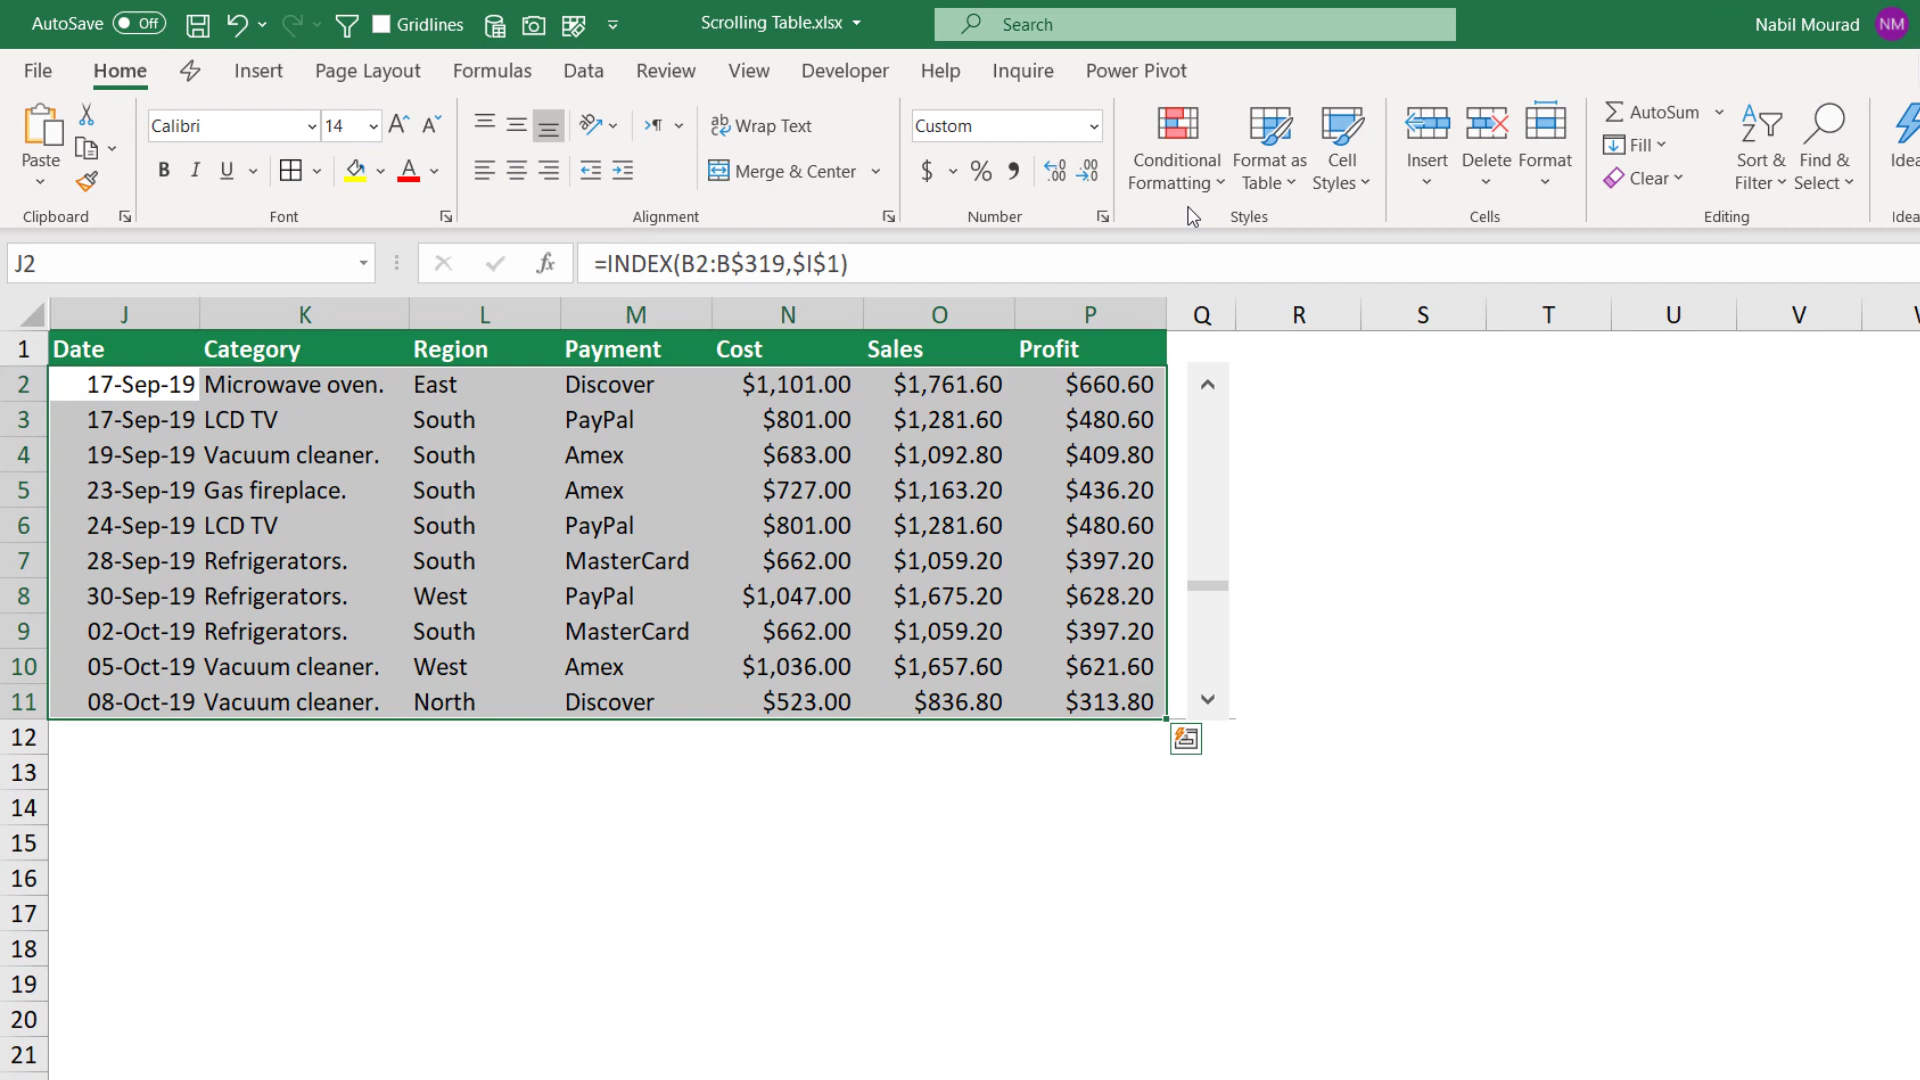 AutoSave Off Gridlines Scrolling Table.xlsx Search Nabil Mourad NM
File Home Insert Page Layout Formulas Data Review View Developer Help Inquire Power Pivot
Paste
Clipboard
Calibri 14
B I U A
Font
ab Wrap Text
Merge & Center
Alignment
Custom
$ % , .00 .00
Number
Conditional Formatting
Format as Table
Cell Styles
Styles
Insert Delete Format
Cells
AutoSum
Fill
Clear
Sort & Filter
Find & Select
Editing
Ideas
J2 fx =INDEX(B2:B$319,$I$1)
J K L M N O P Q R S T U V
1 Date Category Region Payment Cost Sales Profit
2 17-Sep-19 Microwave oven. East Discover $1,101.00 $1,761.60 $660.60
3 17-Sep-19 LCD TV South PayPal $801.00 $1,281.60 $480.60
4 19-Sep-19 Vacuum cleaner. South Amex $683.00 $1,092.80 $409.80
5 23-Sep-19 Gas fireplace. South Amex $727.00 $1,163.20 $436.20
6 24-Sep-19 LCD TV South PayPal $801.00 $1,281.60 $480.60
7 28-Sep-19 Refrigerators. South MasterCard $662.00 $1,059.20 $397.20
8 30-Sep-19 Refrigerators. West PayPal $1,047.00 $1,675.20 $628.20
9 02-Oct-19 Refrigerators. South MasterCard $662.00 $1,059.20 $397.20
10 05-Oct-19 Vacuum cleaner. West Amex $1,036.00 $1,657.60 $621.60
11 08-Oct-19 Vacuum cleaner. North Discover $523.00 $836.80 $313.80
12
13
14
15
16
17
18
19
20
21